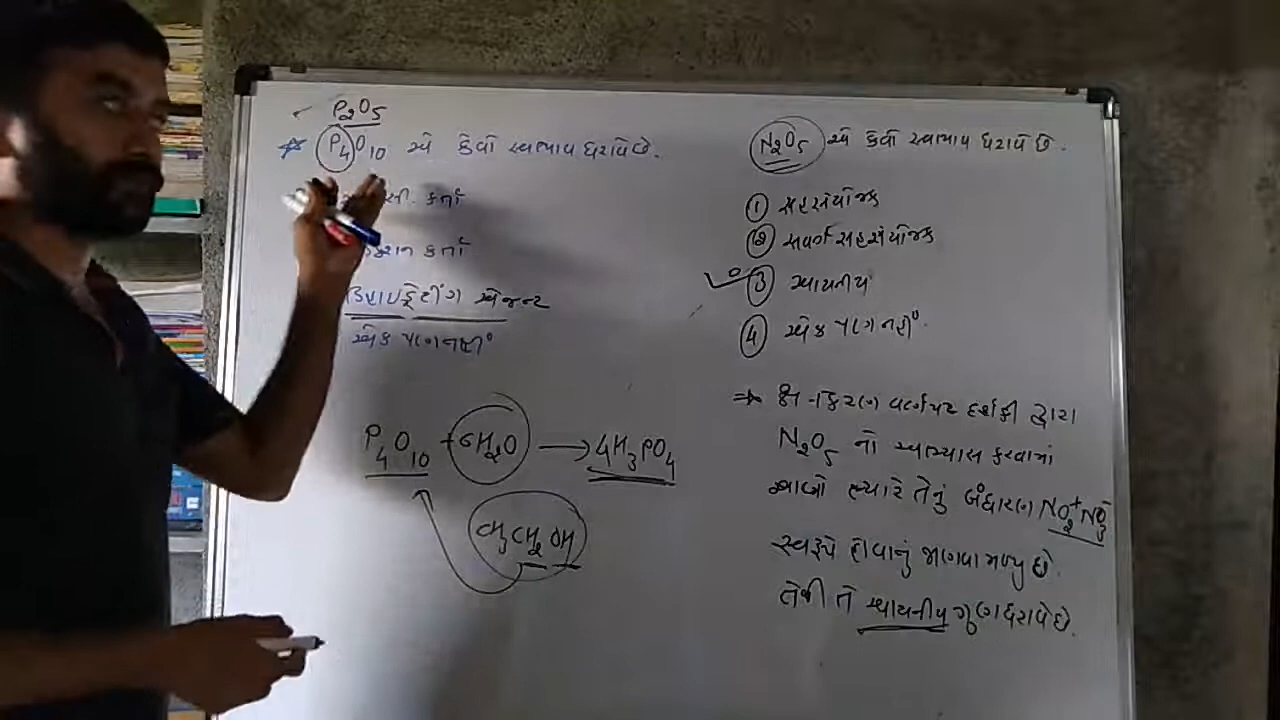 P₂O₅
P₄O₁₀ એ કેવો સ્વભાવ ધરાવે છે.
કર્તા
કર્તા
ડિહાઇડ્રેટીંગ એજન્ટ
એક પણ નહીં
P₄O₁₀ + 6H₂O ⟶ 4H₃PO₄
CH₃CH₂OH
N₂O₅ એ કેવો સ્વભાવ ધરાવે છે.
① સહસંયોજક
② સવર્ગ સહસંયોજક
③ આયનીય
④ એક પણ નહીં.
⇒ ક્ષ-કિરણ વર્ણપટ દર્શકી દ્વારા
N₂O₅ નો અભ્યાસ કરવામાં
આવ્યો ત્યારે તેનું બંધારણ NO₂⁺NO₃⁻
સ્વરૂપે હોવાનું જાણવા મળ્યુ છે.
તેથી તે આયનીય ગુણ ધરાવે છે.